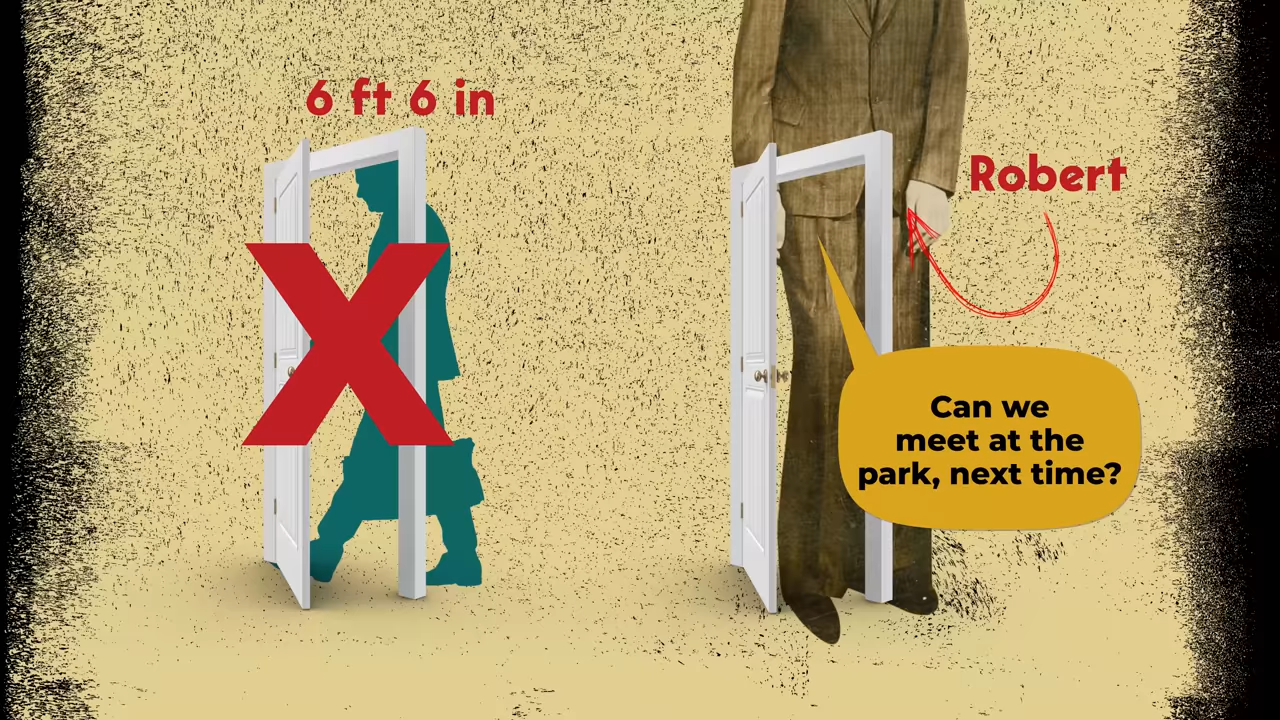 6 ft 6 in
Robert
Can we
meet at the
park, next time?